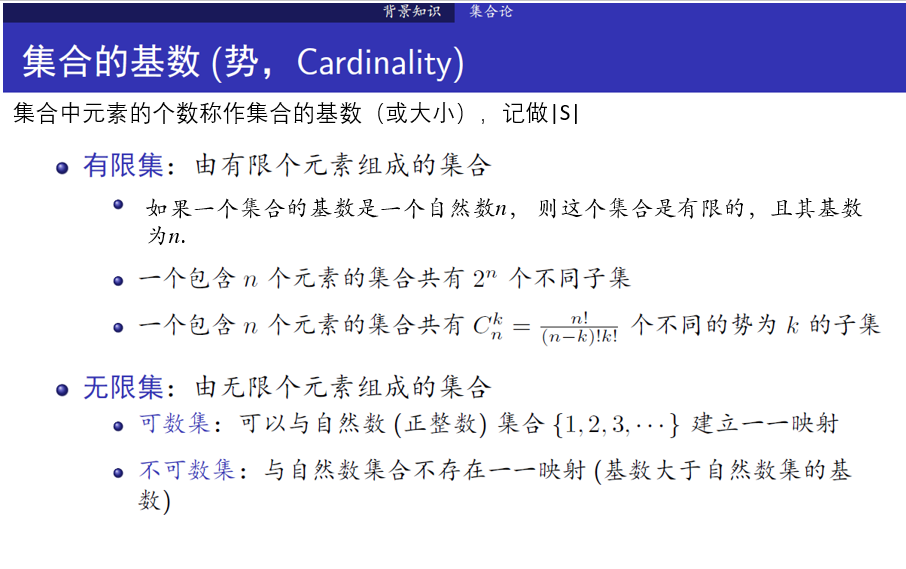 背景知识 集合论
集合的基数 (势，Cardinality)
集合中元素的个数称作集合的基数（或大小），记做|S|
有限集：由有限个元素组成的集合
如果一个集合的基数是一个自然数n， 则这个集合是有限的，且其基数
为n.
一个包含 n 个元素的集合共有 2^n 个不同子集
一个包含 n 个元素的集合共有 C_n^k = n!/((n−k)!k!) 个不同的势为 k 的子集
无限集：由无限个元素组成的集合
可数集：可以与自然数 (正整数) 集合 {1, 2, 3, ⋯} 建立一一映射
不可数集：与自然数集合不存在一一映射 (基数大于自然数集的基
数)